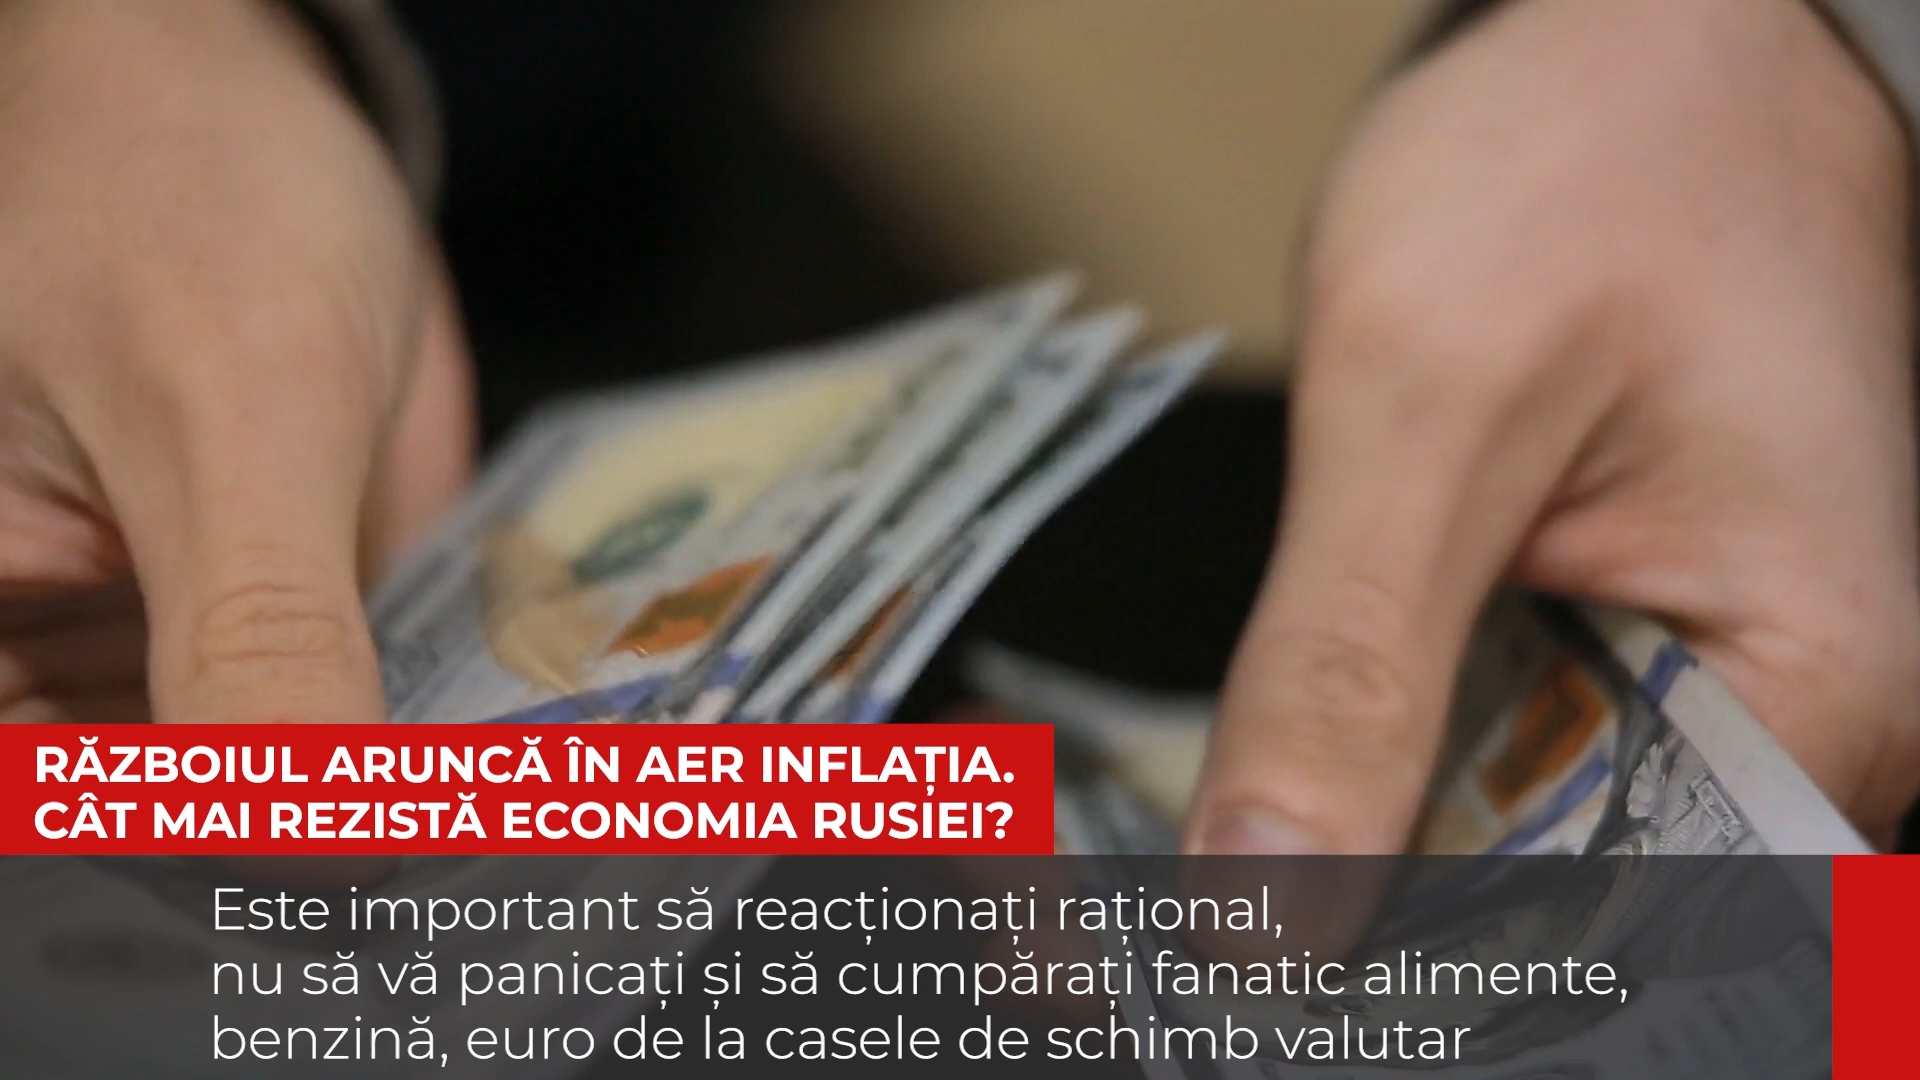 RĂZBOIUL ARUNCĂ ÎN AER INFLAȚIA.
CÂT MAI REZISTĂ ECONOMIA RUSIEI?
Este important să reacționați rațional,
nu să vă panicați și să cumpărați fanatic alimente,
benzină, euro de la casele de schimb valutar